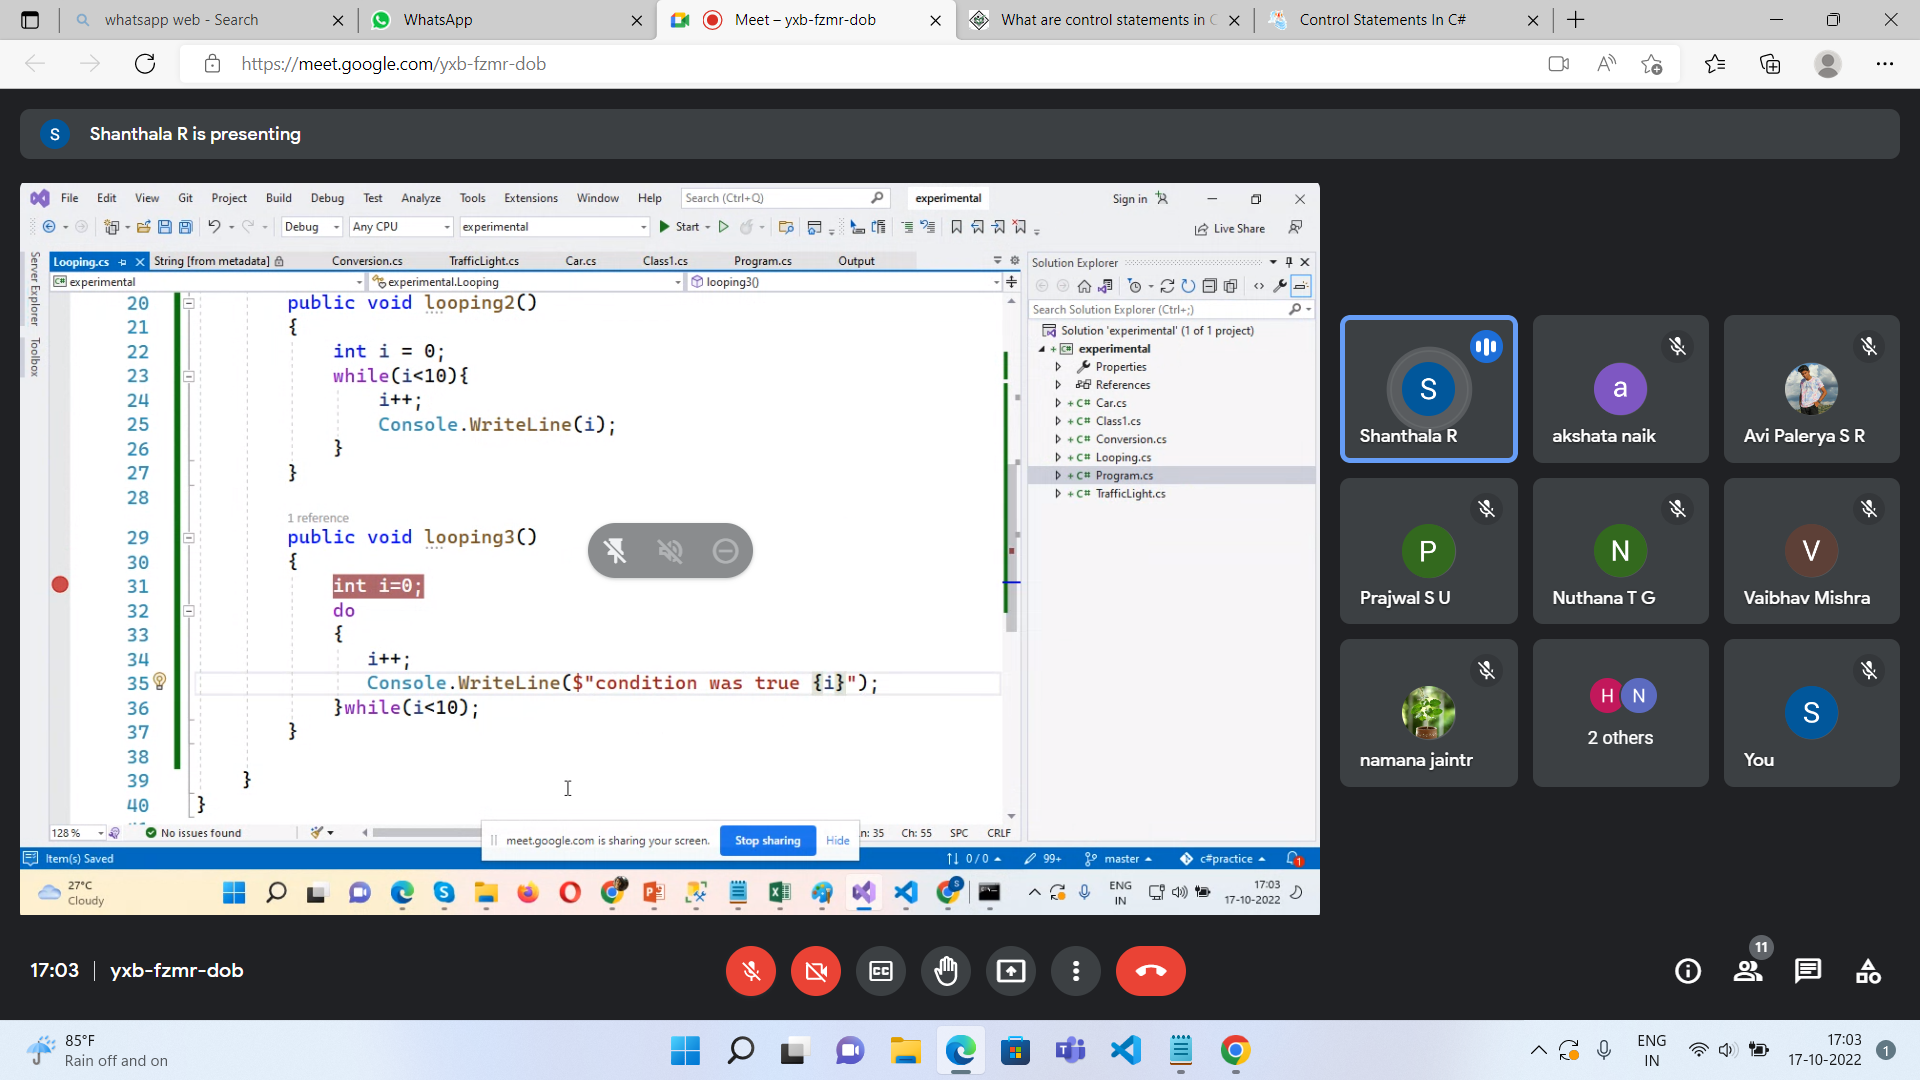 whatsapp web - Search
WhatsApp
Meet – yxb-fzmr-dob
What are control statements in C
Control Statements In C#
https://meet.google.com/yxb-fzmr-dob
S
Shanthala R is presenting
File Edit View Git Project Build Debug Test Analyze Tools Extensions Window Help Search (Ctrl+Q) experimental Sign in
Debug Any CPU experimental Start Live Share
Server Explorer
Toolbox
Looping.cs String [from metadata] Conversion.cs TrafficLight.cs Car.cs Class1.cs Program.cs Output
experimental experimental.Looping looping3()
20 public void looping2()
21 {
22 int i = 0;
23 while(i<10){
24 i++;
25 Console.WriteLine(i);
26 }
27 }
28
1 reference
29 public void looping3()
30 {
31 int i=0;
32 do
33 {
34 i++;
35 Console.WriteLine($"condition was true {i}");
36 }while(i<10);
37 }
38
39 }
40 }
128 % No issues found
n: 35 Ch: 55 SPC CRLF
meet.google.com is sharing your screen. Stop sharing Hide
Item(s) Saved
0 / 0 99+ master c#practice 1
Solution Explorer
Search Solution Explorer (Ctrl+;)
Solution 'experimental' (1 of 1 project)
experimental
Properties
References
C# Car.cs
C# Class1.cs
C# Conversion.cs
C# Looping.cs
C# Program.cs
C# TrafficLight.cs
27°C
Cloudy
ENG
IN
17:03
17-10-2022
S
Shanthala R
a
akshata naik
Avi Palerya S R
P
Prajwal S U
N
Nuthana T G
V
Vaibhav Mishra
namana jaintr
H N
2 others
S
You
17:03 yxb-fzmr-dob
CC
11
85°F
Rain off and on
ENG
IN
17:03
17-10-2022
1